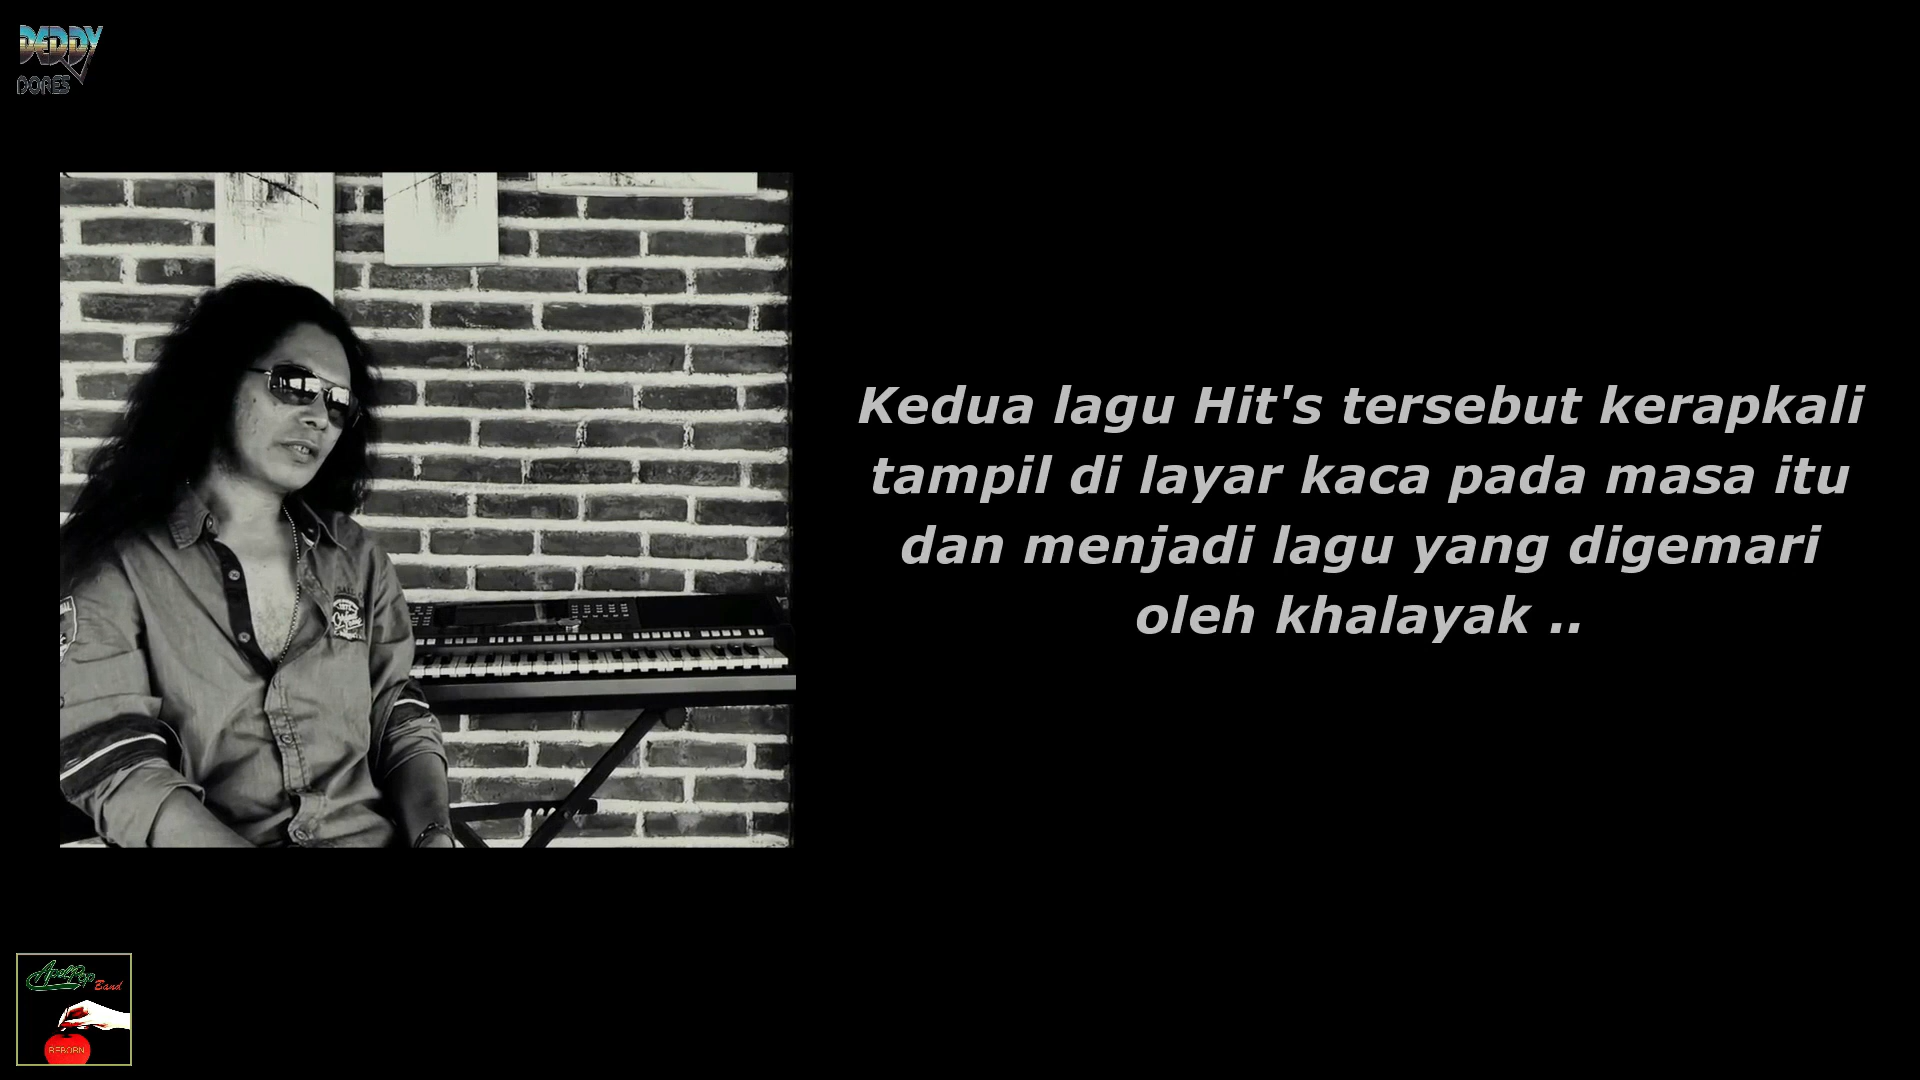 DEDDY
DORES
Kedua lagu Hit's tersebut kerapkali
tampil di layar kaca pada masa itu
dan menjadi lagu yang digemari
oleh khalayak ..
Band
REBORN